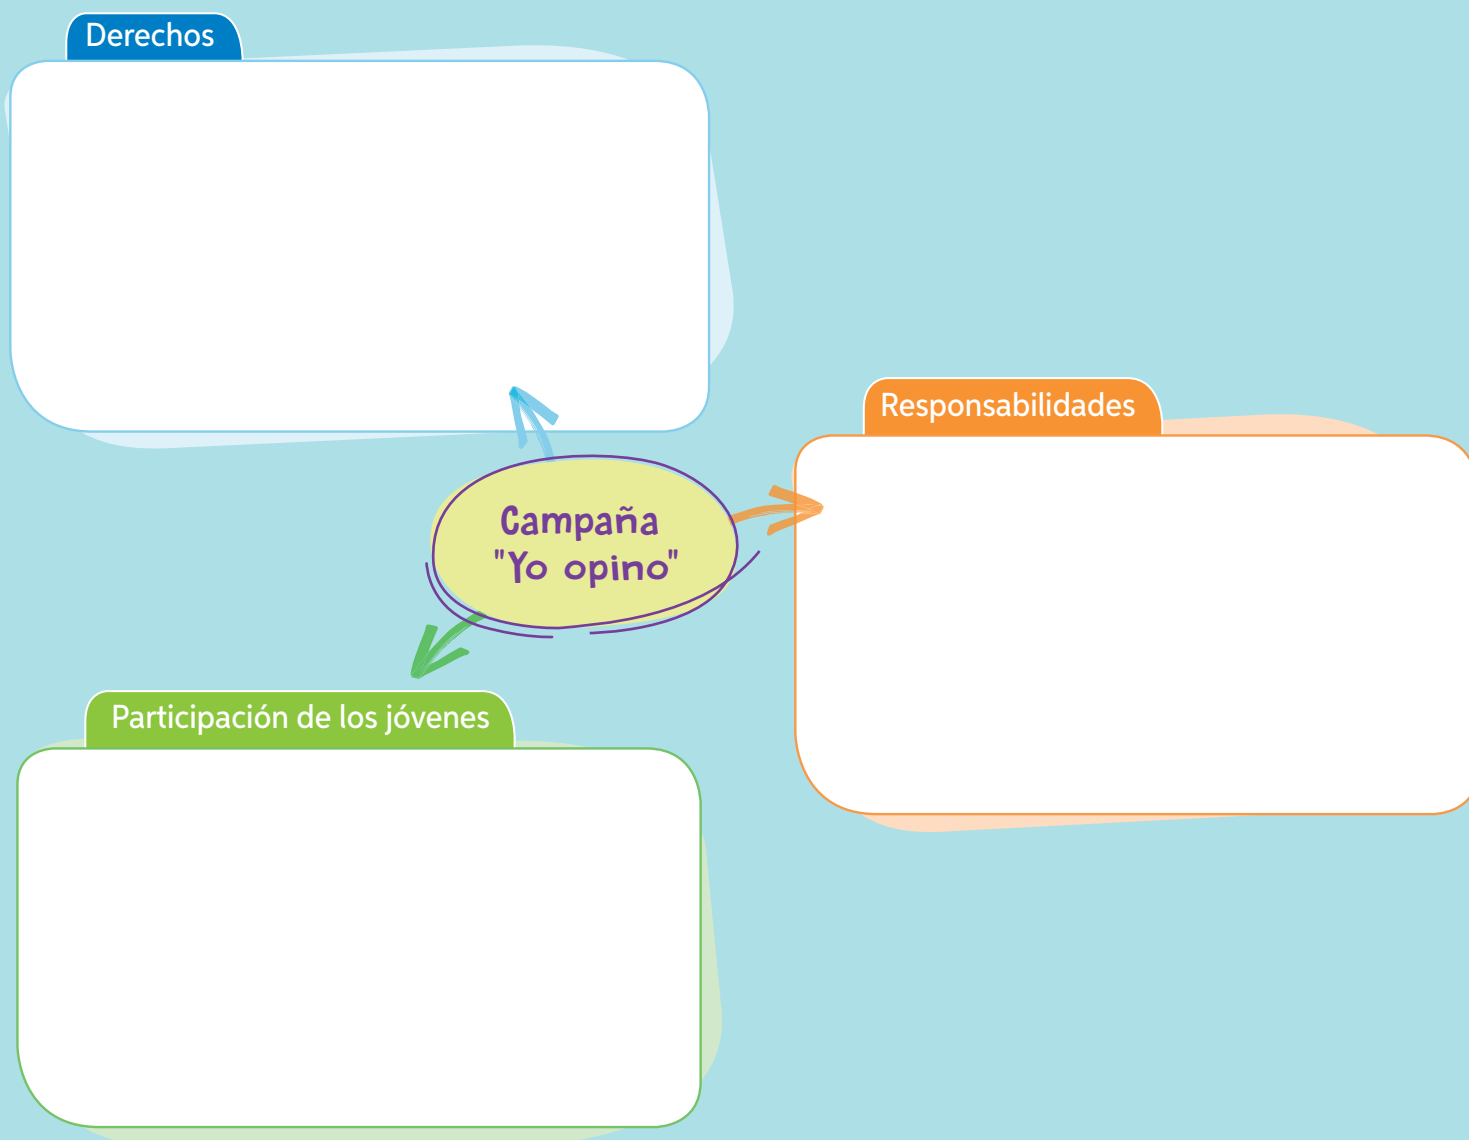 Derechos
Responsabilidades
Campaña
"Yo opino"
Participación de los jóvenes